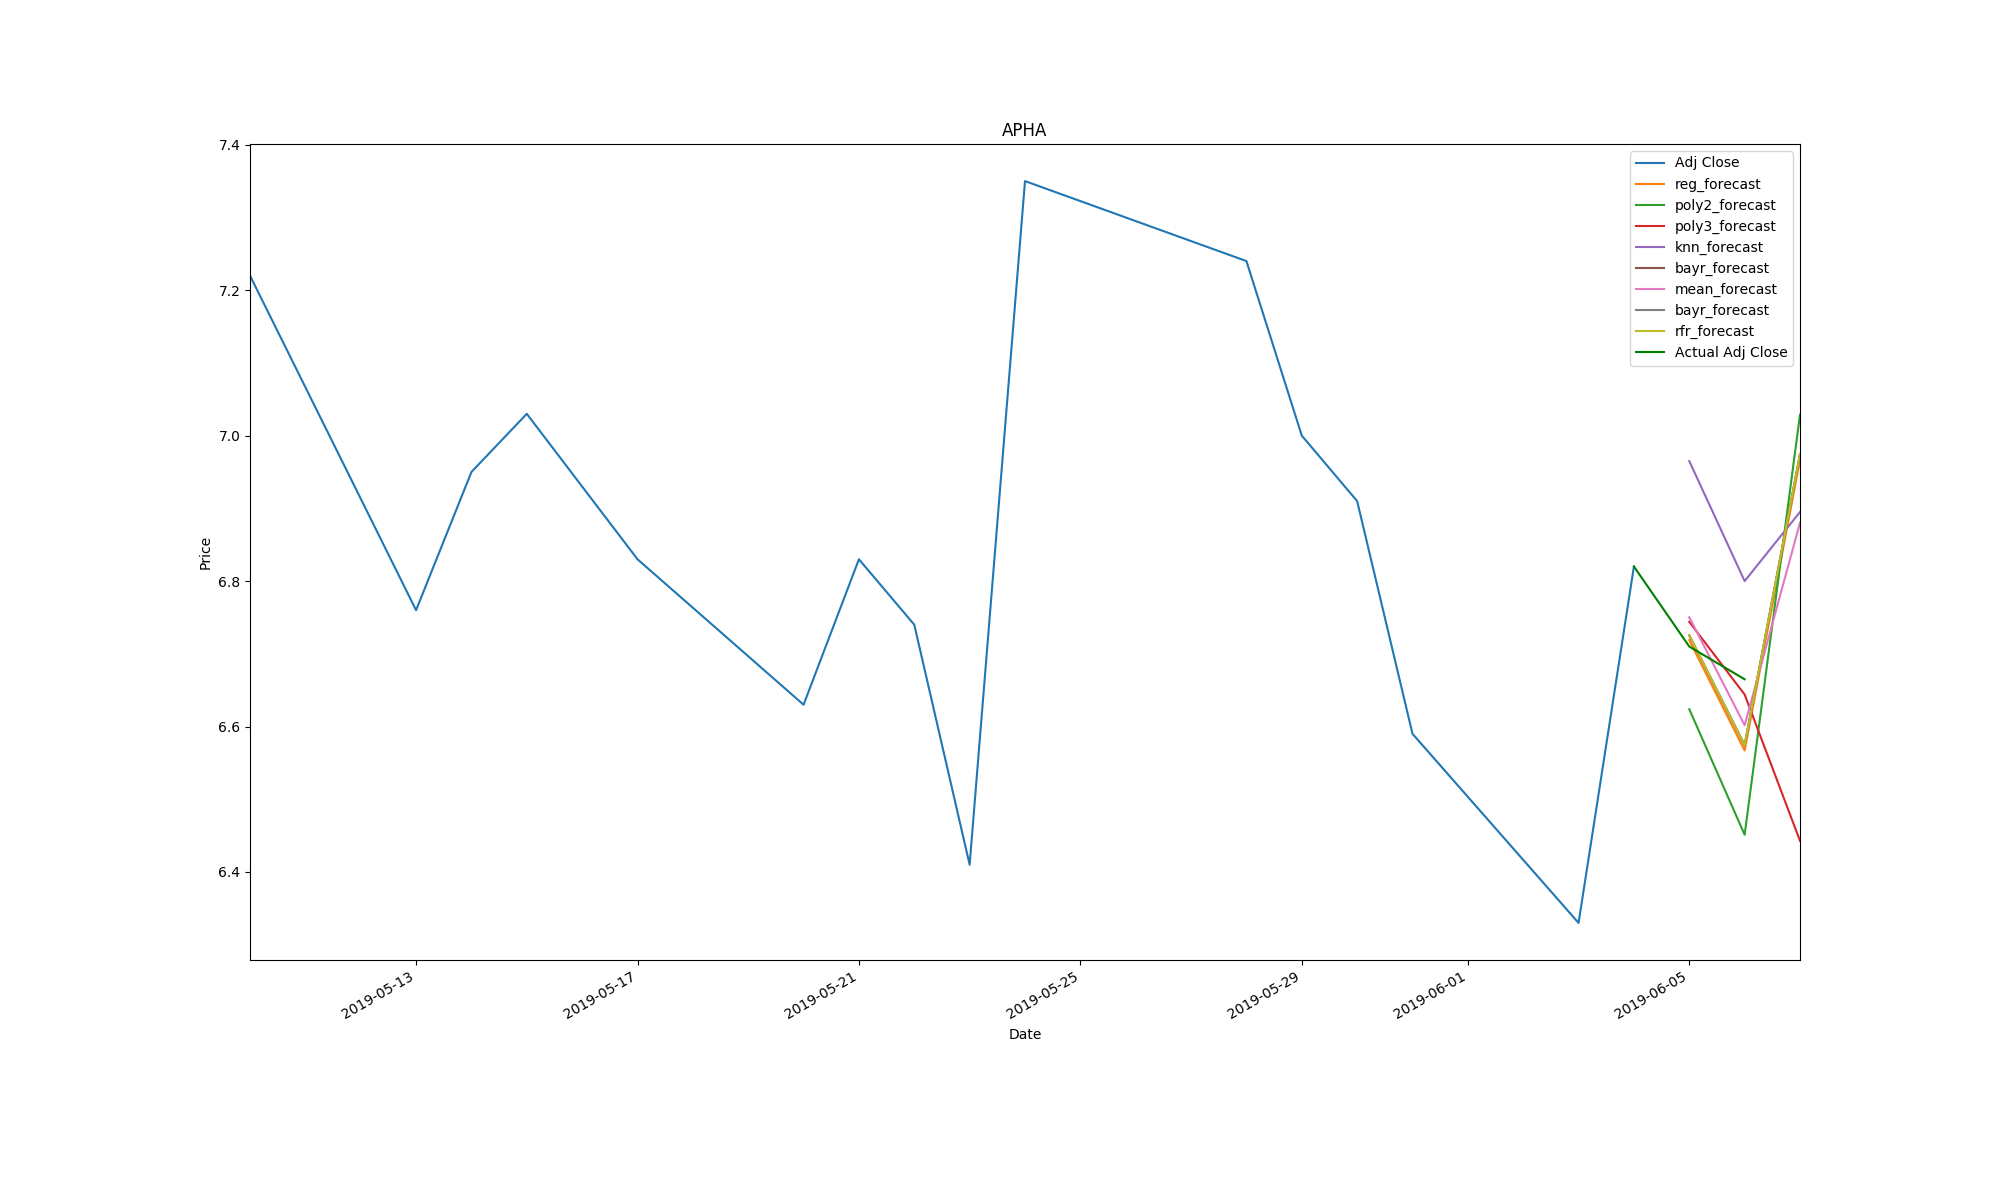 APHA
7.4
7.2
7.0
6.8
6.6
6.4
Price
Adj Close
reg_forecast
poly2_forecast
poly3_forecast
knn_forecast
bayr_forecast
mean_forecast
bayr_forecast
rfr_forecast
Actual Adj Close
2019-05-13
2019-05-17
2019-05-21
2019-05-25
2019-05-29
2019-06-01
2019-06-05
Date